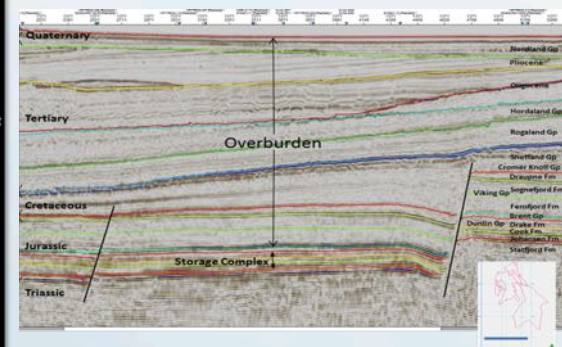 Quaternary
Nordland Gp
Pliocene
Oligocene
Tertiary
Hordaland Gp
Rogaland Gp
Overburden
Shetland Gp
Cromer Knoll Gp
Draupne Fm
Viking Gp
Sognefjord Fm
Cretaceous
Fensfjord Fm
Brent Gp
Dunlin Gp
Drake Fm
Cook Fm
Jurassic
Johansen Fm
Statfjord Fm
Storage Complex
Triassic